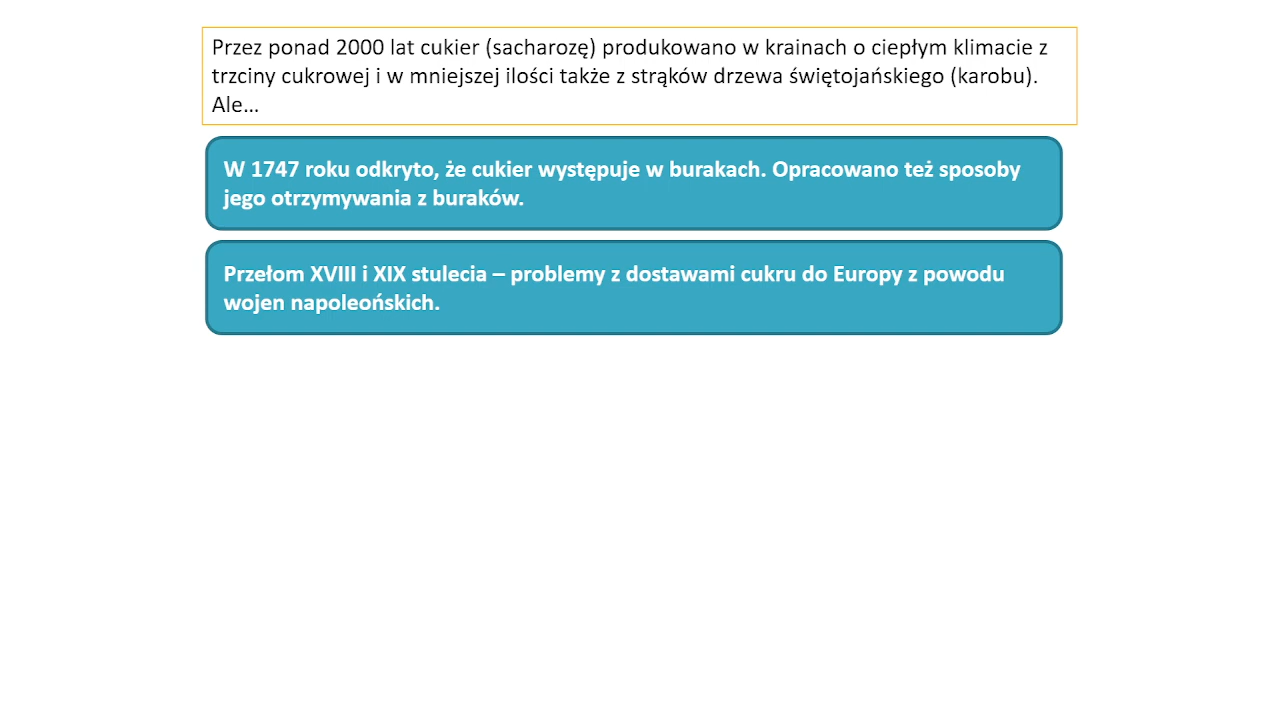 Przez ponad 2000 lat cukier (sacharozę) produkowano w krainach o ciepłym klimacie z
trzciny cukrowej i w mniejszej ilości także z strąków drzewa świętojańskiego (karobu).
Ale…
W 1747 roku odkryto, że cukier występuje w burakach. Opracowano też sposoby
jego otrzymywania z buraków.
Przełom XVIII i XIX stulecia – problemy z dostawami cukru do Europy z powodu
wojen napoleońskich.